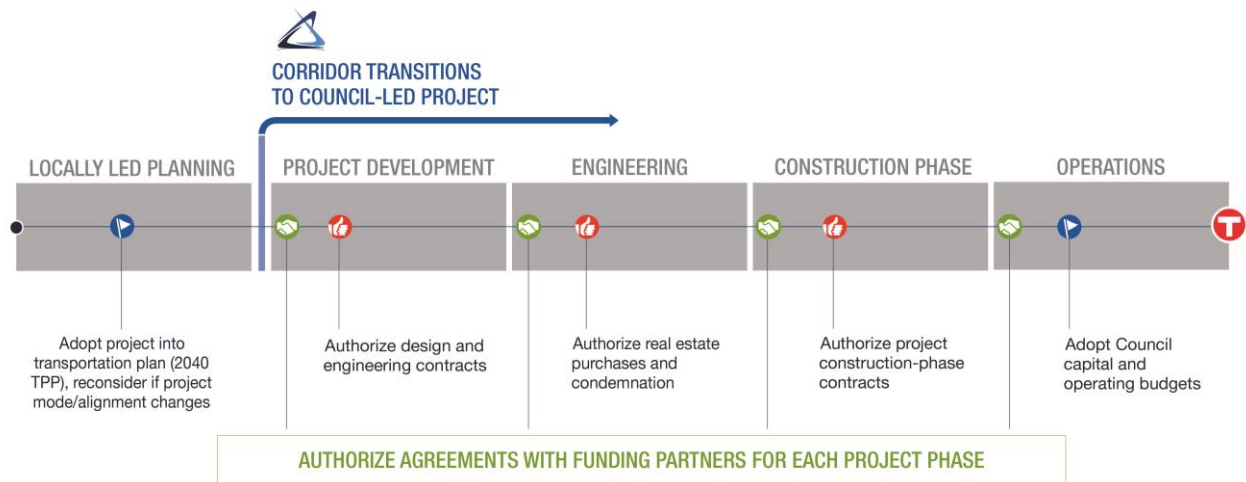 CORRIDOR TRANSITIONS
TO COUNCIL-LED PROJECT
LOCALLY LED PLANNING
PROJECT DEVELOPMENT
ENGINEERING
CONSTRUCTION PHASE
OPERATIONS
T
Adopt project into
transportation plan (2040
TPP), reconsider if project
mode/alignment changes
Authorize design and
engineering contracts
Authorize real estate
purchases and
condemnation
Authorize project
construction-phase
contracts
Adopt Council
capital and
operating budgets
AUTHORIZE AGREEMENTS WITH FUNDING PARTNERS FOR EACH PROJECT PHASE